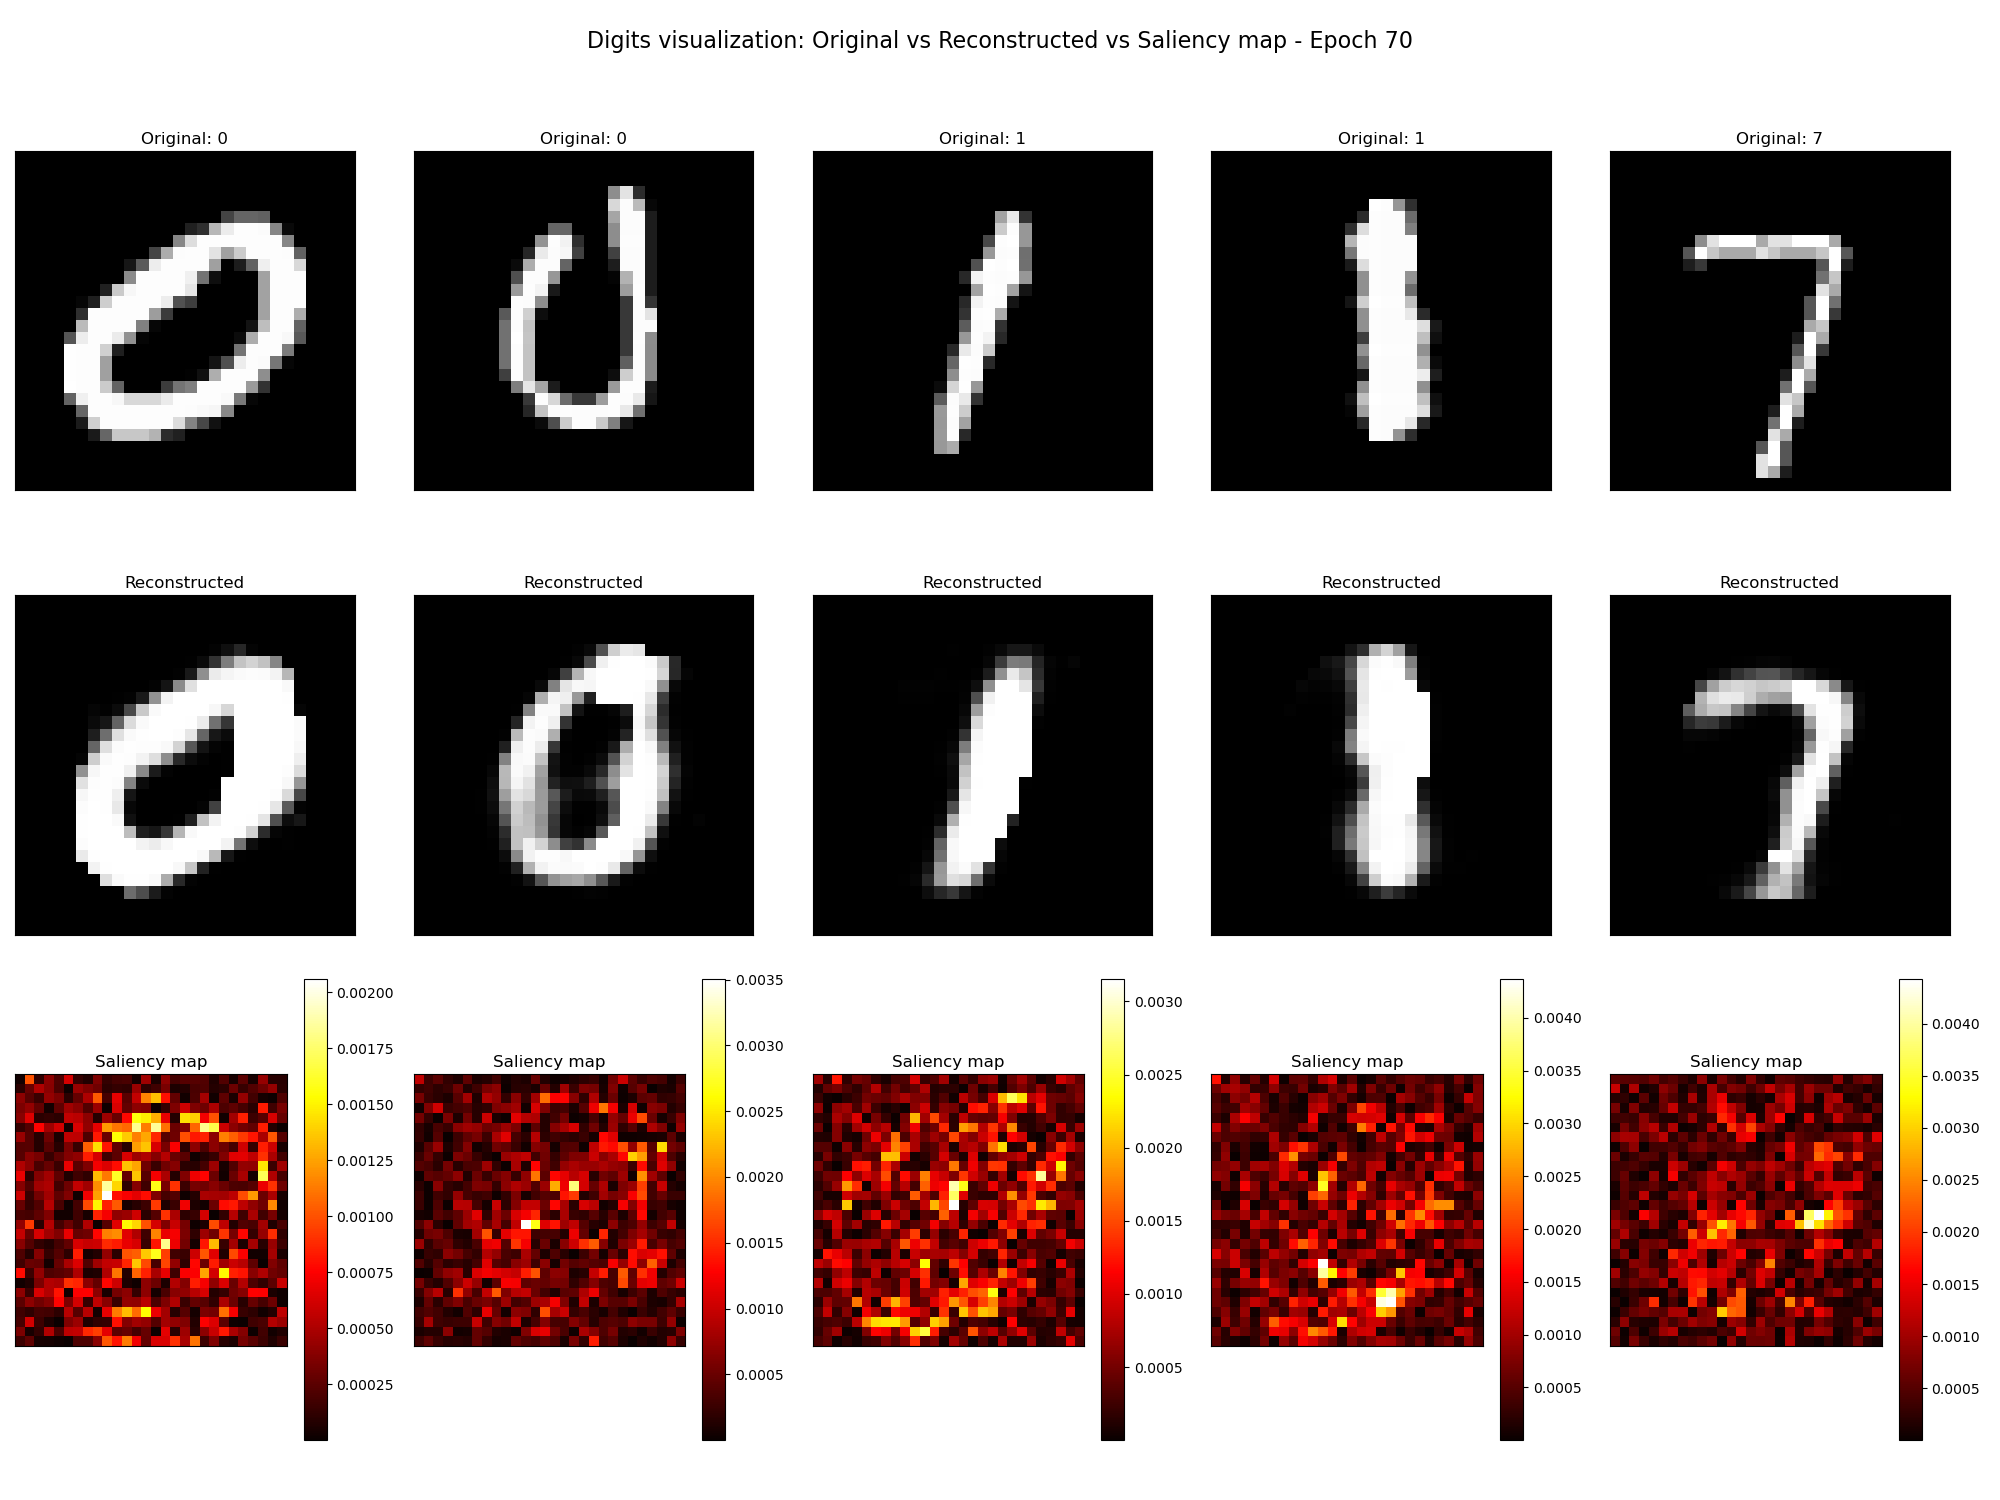 Digits visualization: Original vs Reconstructed vs Saliency map - Epoch 70
Original: 0
Original: 0
Original: 1
Original: 1
Original: 7
Reconstructed
Reconstructed
Reconstructed
Reconstructed
Reconstructed
Saliency map
0.00200
0.00175
0.00150
0.00125
0.00100
0.00075
0.00050
0.00025
Saliency map
0.0035
0.0030
0.0025
0.0020
0.0015
0.0010
0.0005
Saliency map
0.0030
0.0025
0.0020
0.0015
0.0010
0.0005
Saliency map
0.0040
0.0035
0.0030
0.0025
0.0020
0.0015
0.0010
0.0005
Saliency map
0.0040
0.0035
0.0030
0.0025
0.0020
0.0015
0.0010
0.0005